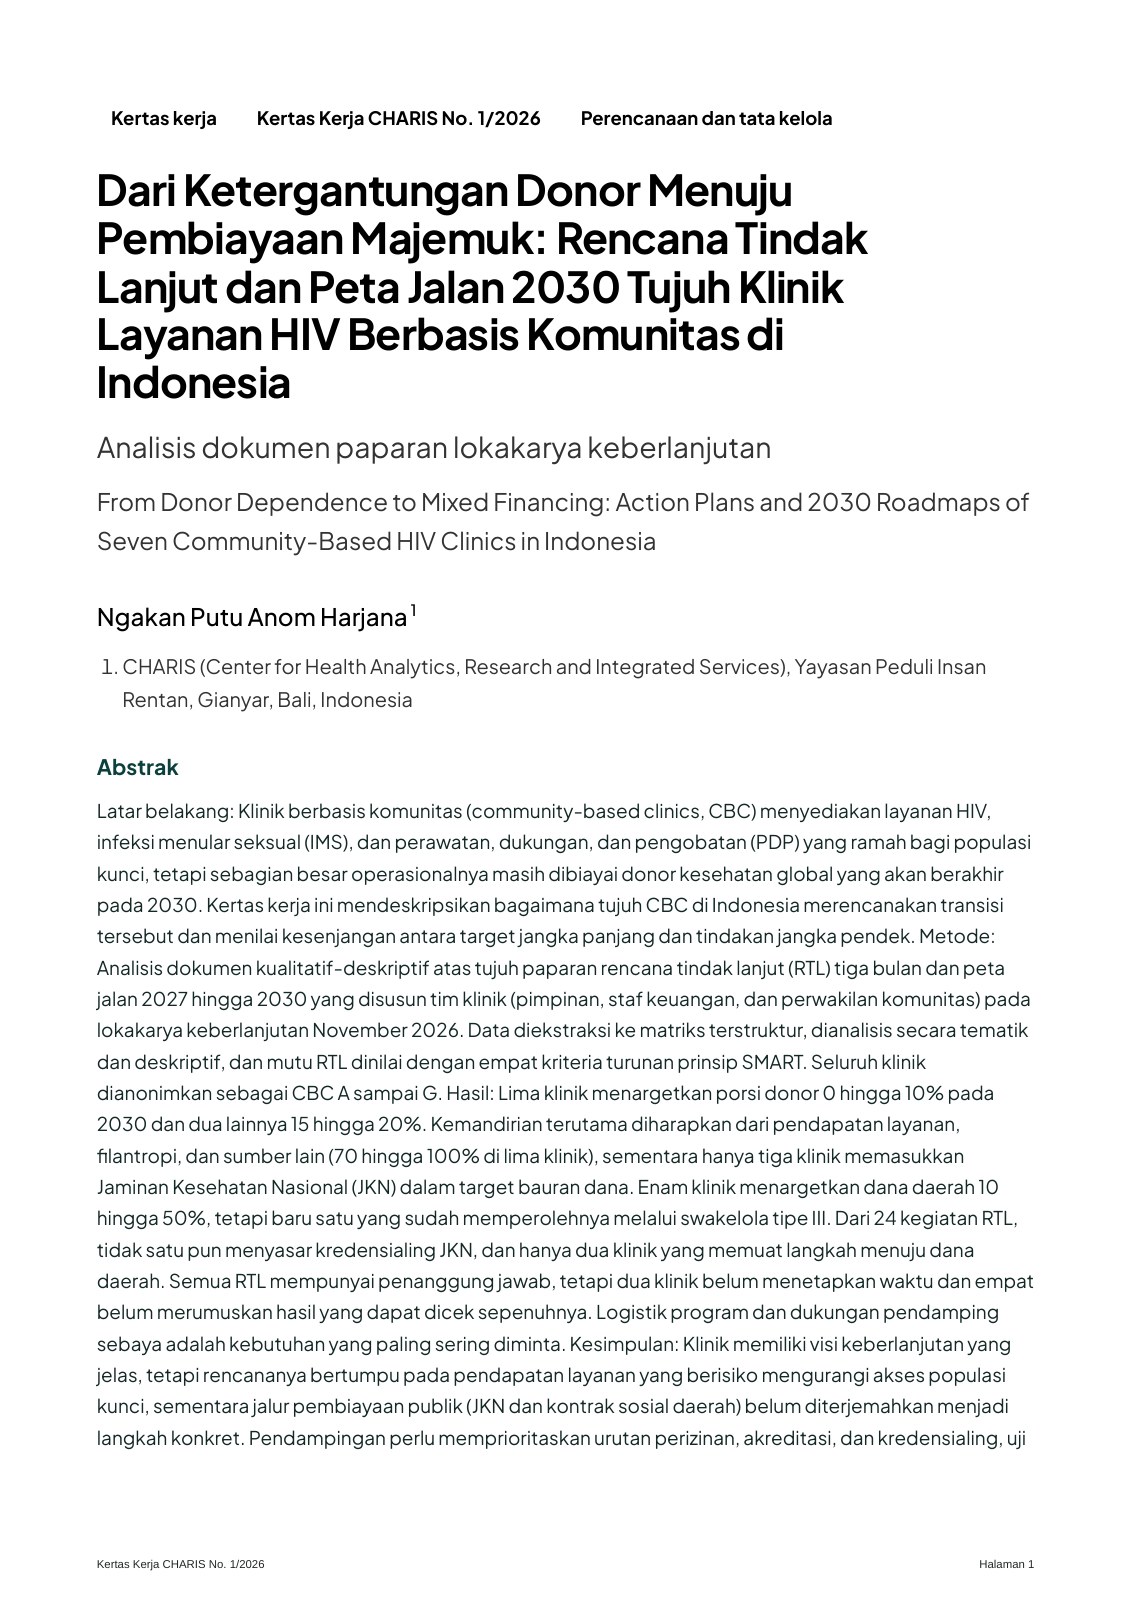 Kertas kerja Kertas Kerja CHARIS No. 1/2026 Perencanaan dan tata kelola
Dari Ketergantungan Donor Menuju
Pembiayaan Majemuk: Rencana Tindak
Lanjut dan Peta Jalan 2030 Tujuh Klinik
Layanan HIV Berbasis Komunitas di
Indonesia
Analisis dokumen paparan lokakarya keberlanjutan
From Donor Dependence to Mixed Financing: Action Plans and 2030 Roadmaps of
Seven Community-Based HIV Clinics in Indonesia
Ngakan Putu Anom Harjana1
1. CHARIS (Center for Health Analytics, Research and Integrated Services), Yayasan Peduli Insan
Rentan, Gianyar, Bali, Indonesia
Abstrak
Latar belakang: Klinik berbasis komunitas (community-based clinics, CBC) menyediakan layanan HIV,
infeksi menular seksual (IMS), dan perawatan, dukungan, dan pengobatan (PDP) yang ramah bagi populasi
kunci, tetapi sebagian besar operasionalnya masih dibiayai donor kesehatan global yang akan berakhir
pada 2030. Kertas kerja ini mendeskripsikan bagaimana tujuh CBC di Indonesia merencanakan transisi
tersebut dan menilai kesenjangan antara target jangka panjang dan tindakan jangka pendek. Metode:
Analisis dokumen kualitatif-deskriptif atas tujuh paparan rencana tindak lanjut (RTL) tiga bulan dan peta
jalan 2027 hingga 2030 yang disusun tim klinik (pimpinan, staf keuangan, dan perwakilan komunitas) pada
lokakarya keberlanjutan November 2026. Data diekstraksi ke matriks terstruktur, dianalisis secara tematik
dan deskriptif, dan mutu RTL dinilai dengan empat kriteria turunan prinsip SMART. Seluruh klinik
dianonimkan sebagai CBC A sampai G. Hasil: Lima klinik menargetkan porsi donor 0 hingga 10% pada
2030 dan dua lainnya 15 hingga 20%. Kemandirian terutama diharapkan dari pendapatan layanan,
filantropi, dan sumber lain (70 hingga 100% di lima klinik), sementara hanya tiga klinik memasukkan
Jaminan Kesehatan Nasional (JKN) dalam target bauran dana. Enam klinik menargetkan dana daerah 10
hingga 50%, tetapi baru satu yang sudah memperolehnya melalui swakelola tipe III. Dari 24 kegiatan RTL,
tidak satu pun menyasar kredensialing JKN, dan hanya dua klinik yang memuat langkah menuju dana
daerah. Semua RTL mempunyai penanggung jawab, tetapi dua klinik belum menetapkan waktu dan empat
belum merumuskan hasil yang dapat dicek sepenuhnya. Logistik program dan dukungan pendamping
sebaya adalah kebutuhan yang paling sering diminta. Kesimpulan: Klinik memiliki visi keberlanjutan yang
jelas, tetapi rencananya bertumpu pada pendapatan layanan yang berisiko mengurangi akses populasi
kunci, sementara jalur pembiayaan publik (JKN dan kontrak sosial daerah) belum diterjemahkan menjadi
langkah konkret. Pendampingan perlu memprioritaskan urutan perizinan, akreditasi, dan kredensialing, uji
Kertas Kerja CHARIS No. 1/2026 Halaman 1